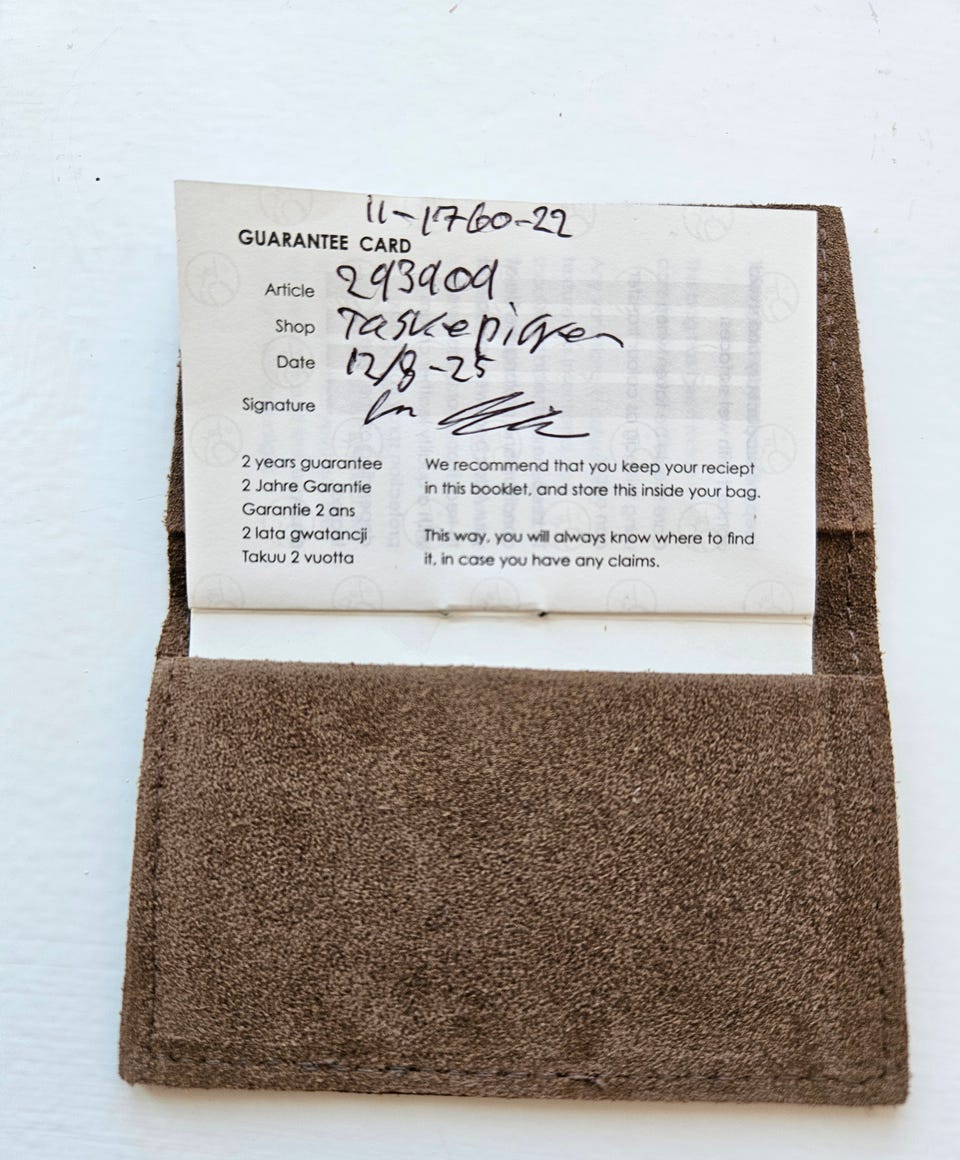 11-1760-22
GUARANTEE CARD
Article 293909
Shop Taskepigen
Date 12/8-25
Signature
2 years guarantee
2 Jahre Garantie
Garantie 2 ans
2 lata gwatancji
Takuu 2 vuotta
We recommend that you keep your reciept
in this booklet, and store this inside your bag.
This way, you will always know where to find
it, in case you have any claims.